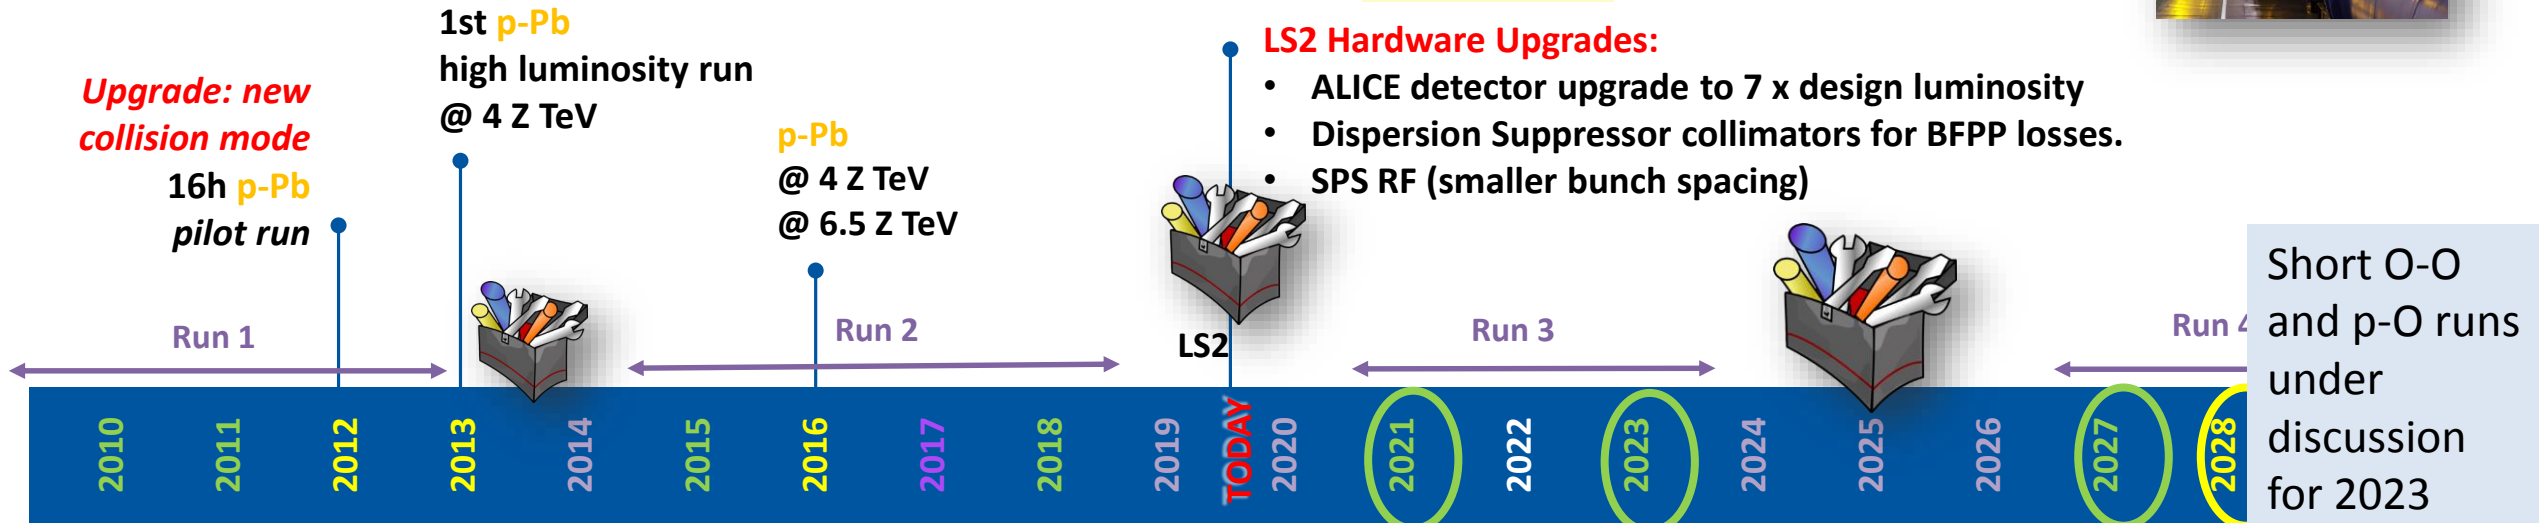 1st p-Pb
high luminosity run
@ 4 Z TeV
Upgrade: new
collision mode
16h p-Pb
pilot run
p-Pb
@ 4 Z TeV
@ 6.5 Z TeV
LS2 Hardware Upgrades:
• ALICE detector upgrade to 7 x design luminosity
• Dispersion Suppressor collimators for BFPP losses.
• SPS RF (smaller bunch spacing)
Run 1
Run 2
LS2
Run 3
Run 4
Short O-O
and p-O runs
under
discussion
for 2023
2010
2011
2012
2013
2014
2015
2016
2017
2018
2019
TODAY
2020
2021
2022
2023
2024
2025
2026
2027
2028